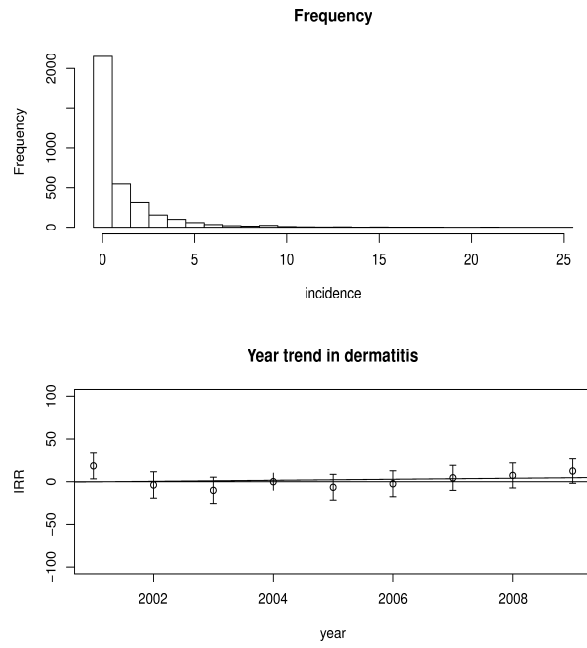 Frequency
2000
1000
500
0
Frequency
0 5 10 15 20 25
incidence
Year trend in dermatitis
100
50
0
−50
−100
IRR
2002 2004 2006 2008
year